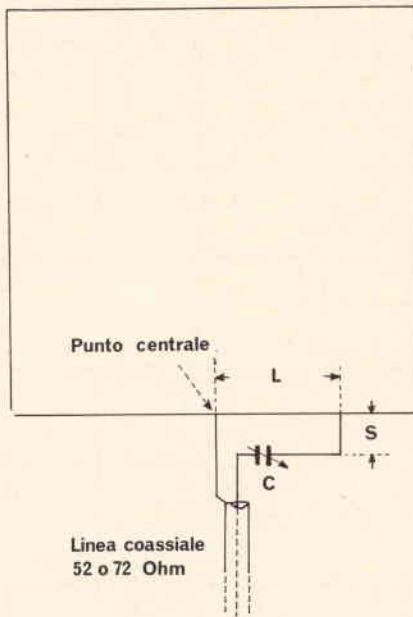 Punto centrale
L
S
C
Linea coassiale
52 o 72 Ohm